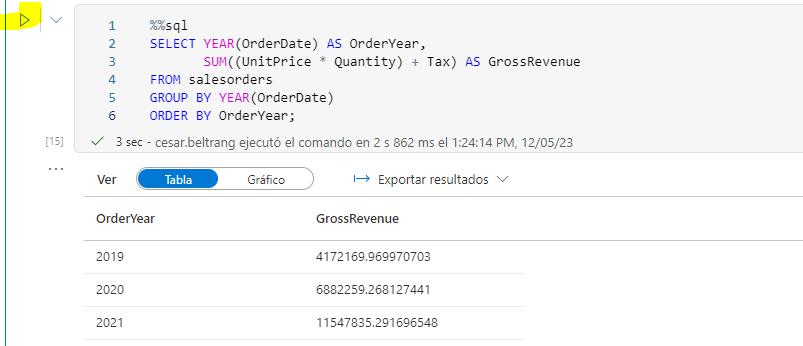 1 %%sql
2 SELECT YEAR(OrderDate) AS OrderYear,
3 SUM((UnitPrice * Quantity) + Tax) AS GrossRevenue
4 FROM salesorders
5 GROUP BY YEAR(OrderDate)
6 ORDER BY OrderYear;
[15] 3 sec - cesar.beltrang ejecutó el comando en 2 s 862 ms el 1:24:14 PM, 12/05/23
Ver Tabla Gráfico Exportar resultados
OrderYear GrossRevenue
2019 4172169.969970703
2020 6882259.268127441
2021 11547835.291696548